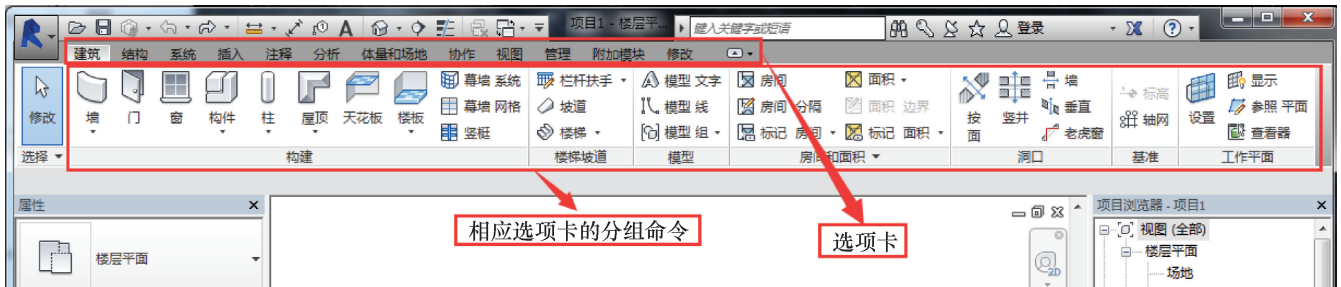 项目1 - 楼层平... 键入关键字或短语 登录
建筑 结构 系统 插入 注释 分析 体量和场地 协作 视图 管理 附加模块 修改
修改 墙 门 窗 构件 柱 屋顶 天花板 楼板
幕墙 系统
幕墙 网格
竖梃
栏杆扶手
坡道
楼梯
模型 文字
模型 线
模型 组
房间
房间 分隔
标记 房间
面积
面积 边界
标记 面积
按
面
竖井
墙
垂直
老虎窗
标高
轴网
设置
显示
参照 平面
查看器
选择 构建 楼梯坡道 模型 房间和面积 洞口 基准 工作平面
属性
楼层平面
相应选项卡的分组命令
选项卡
2D
项目浏览器 - 项目1
视图 (全部)
楼层平面
场地